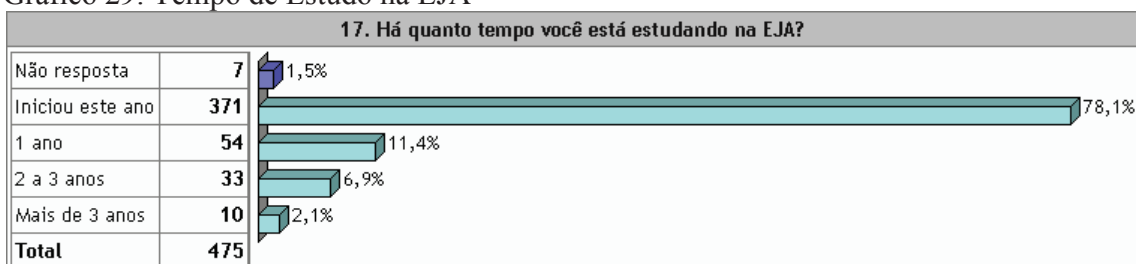 Gráfico 29: Tempo de Estudo na EJA
17. Há quanto tempo você está estudando na EJA?
Não resposta 7 1,5%
Iniciou este ano 371 78,1%
1 ano 54 11,4%
2 a 3 anos 33 6,9%
Mais de 3 anos 10 2,1%
Total 475